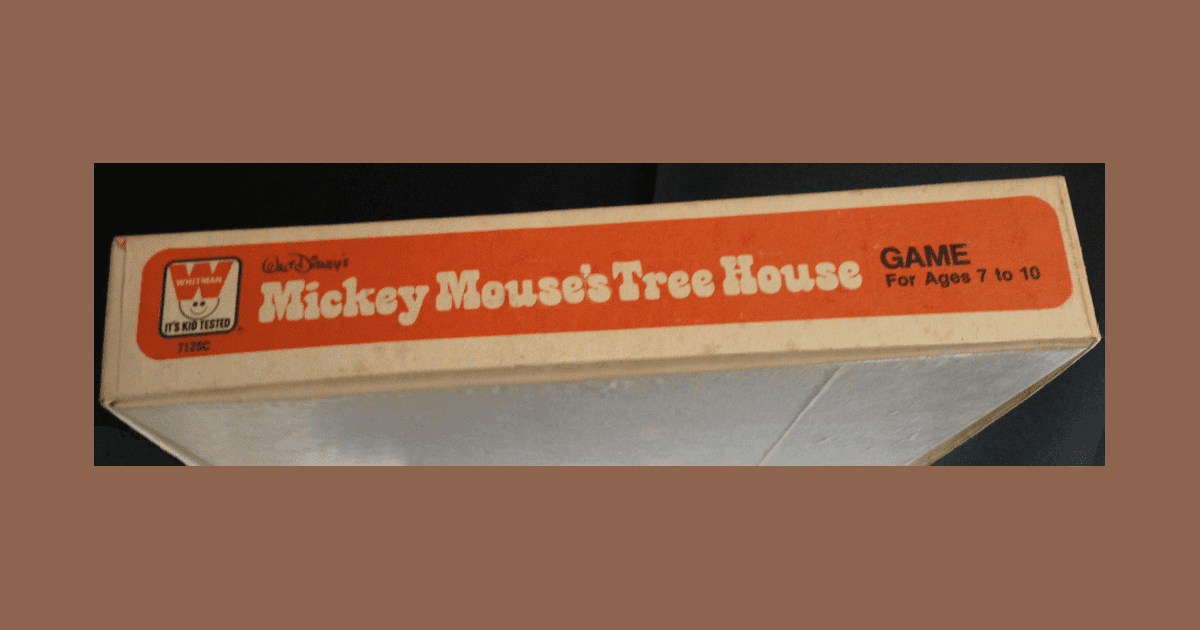 WHITMAN
IT'S KID TESTED
7125C
Walt Disney's
Mickey Mouse's Tree House
GAME
For Ages 7 to 10